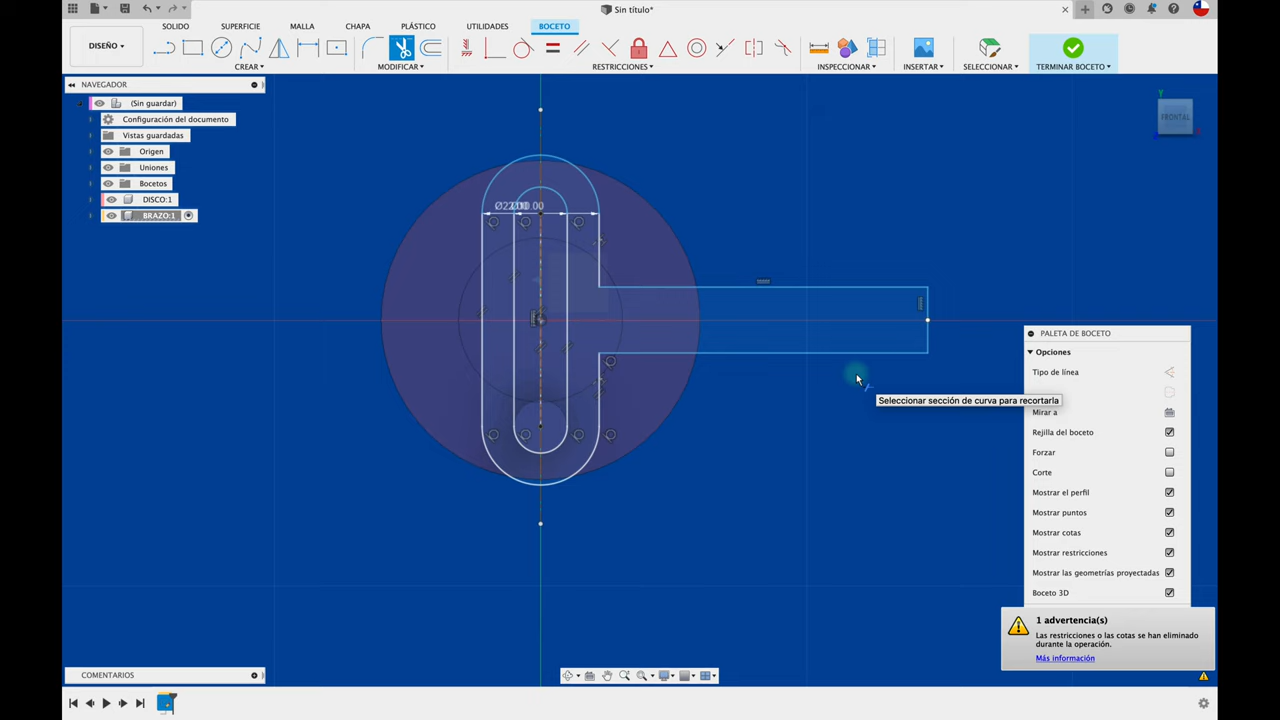 Sin título*
DISEÑO
SÓLIDO
SUPERFICIE
MALLA
CHAPA
PLÁSTICO
UTILIDADES
BOCETO
CREAR
MODIFICAR
RESTRICCIONES
INSPECCIONAR
INSERTAR
SELECCIONAR
TERMINAR BOCETO
NAVEGADOR
(Sin guardar)
Configuración del documento
Vistas guardadas
Origen
Uniones
Bocetos
DISCO:1
BRAZO:1
Y
FRONTAL
PALETA DE BOCETO
Opciones
Tipo de línea
Seleccionar sección de curva para recortarla
Mirar a
Rejilla del boceto
Forzar
Corte
Mostrar el perfil
Mostrar puntos
Mostrar cotas
Mostrar restricciones
Mostrar las geometrías proyectadas
Boceto 3D
1 advertencia(s)
Las restricciones o las cotas se han eliminado
durante la operación.
Más información
COMENTARIOS